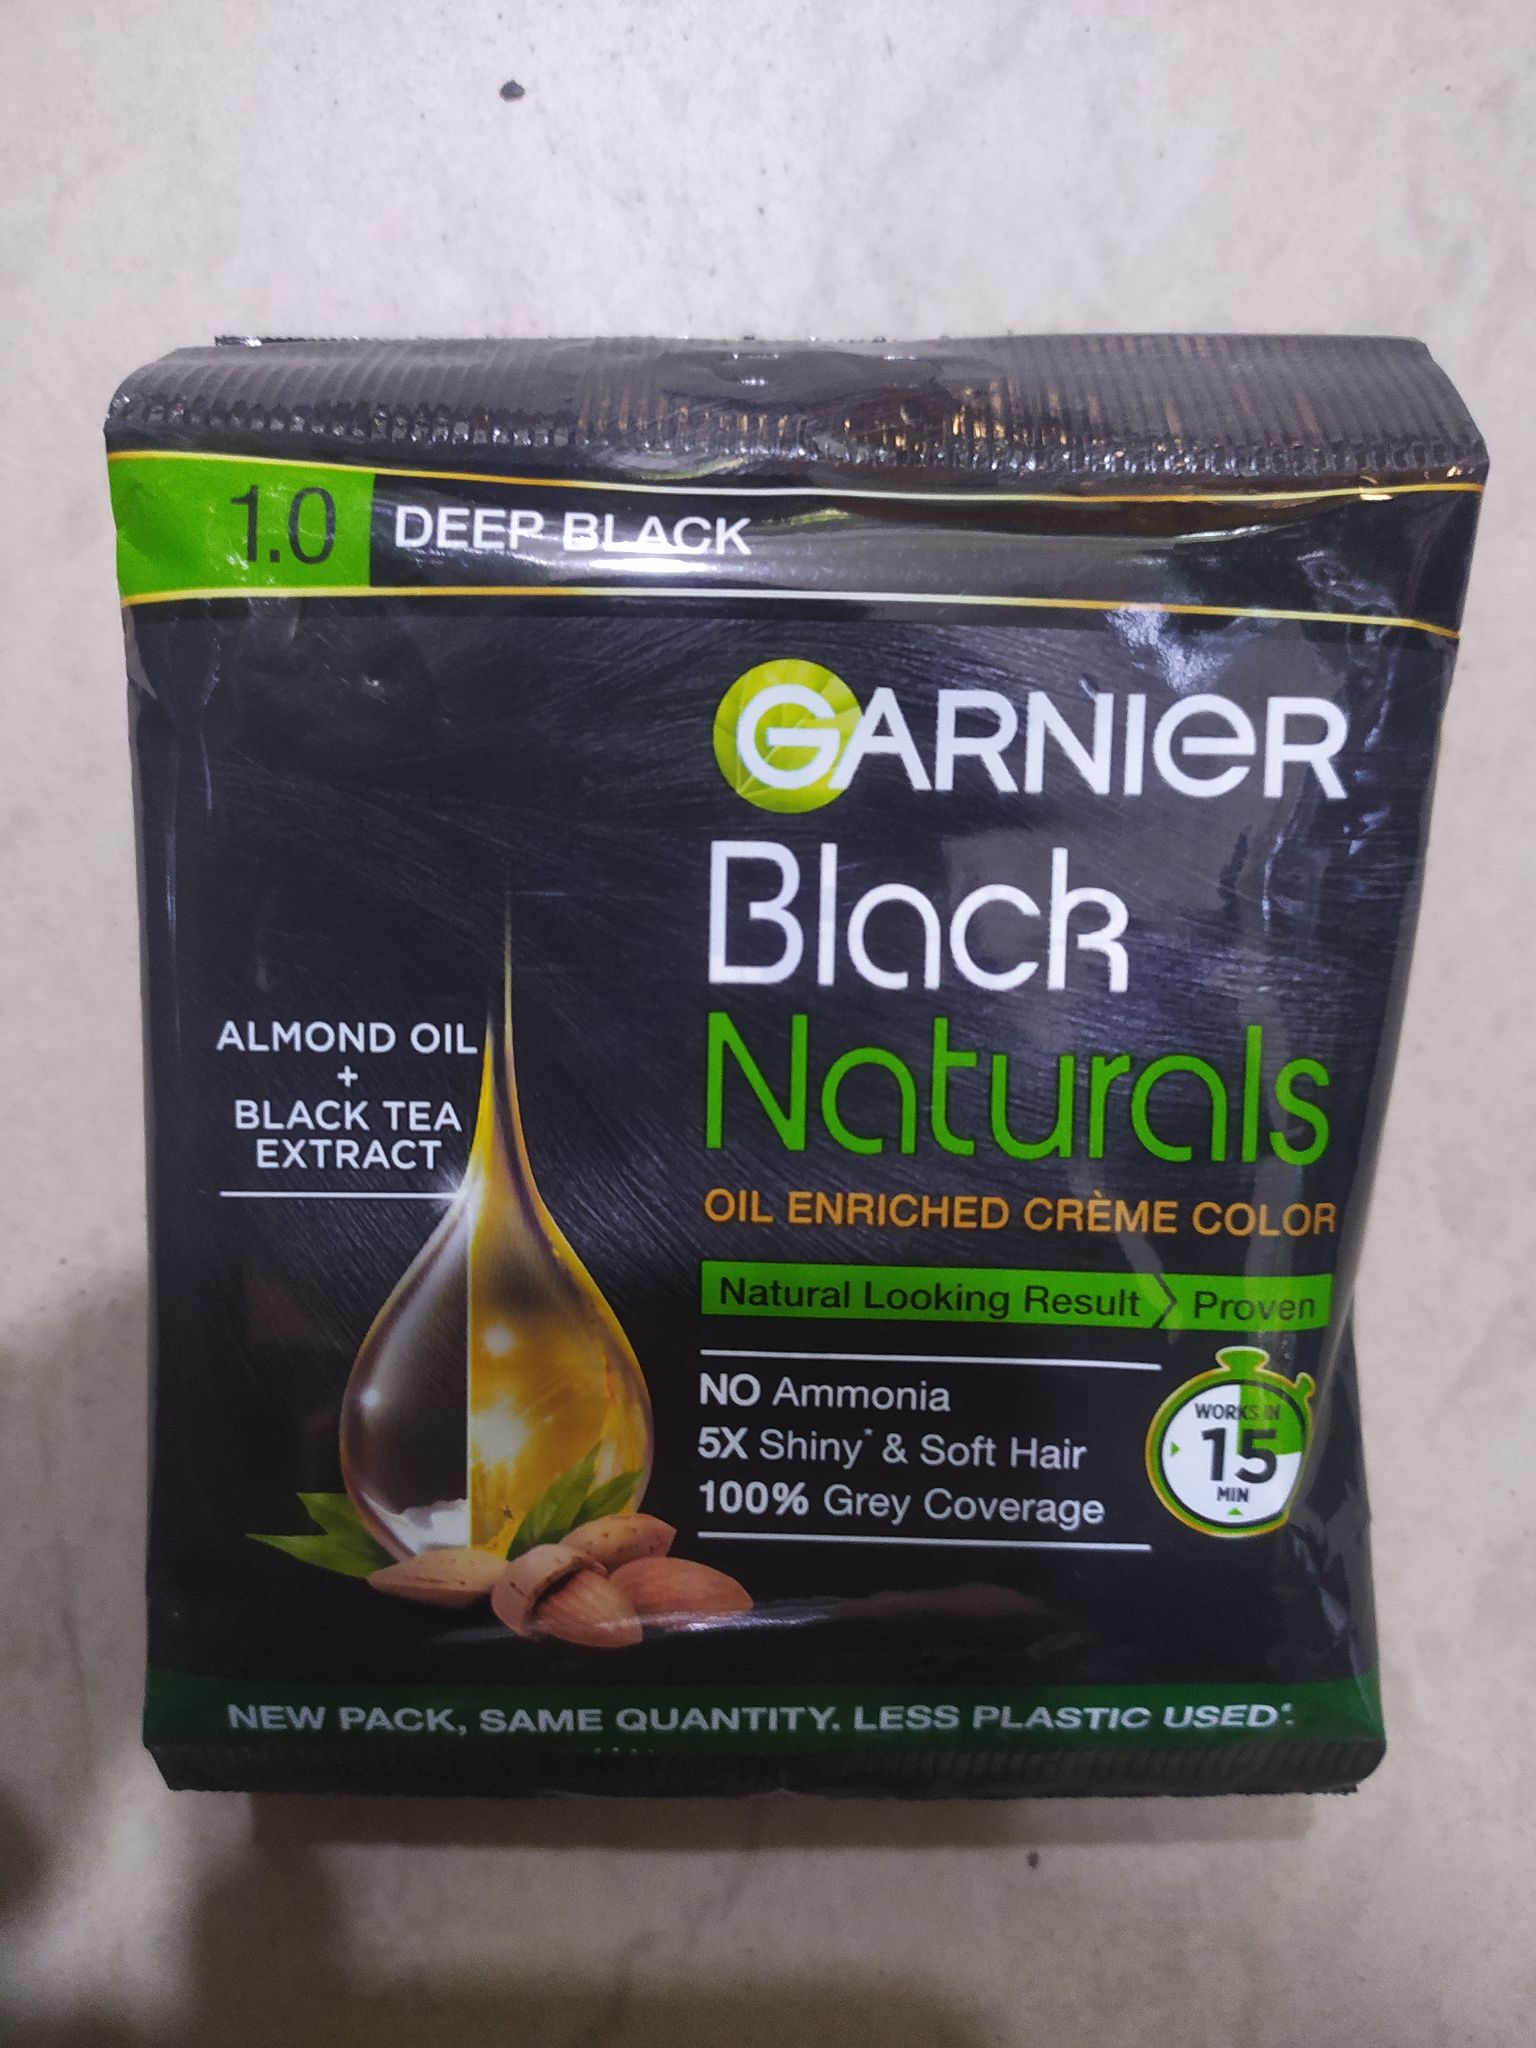 1.0 DEEP BLACK
GARNIER
Black
Naturals
OIL ENRICHED CRÈME COLOR
Natural Looking Result > Proven
ALMOND OIL
+
BLACK TEA
EXTRACT
NO Ammonia
5X Shiny* & Soft Hair
100% Grey Coverage
WORKS IN
15
MIN
NEW PACK, SAME QUANTITY. LESS PLASTIC USED*.